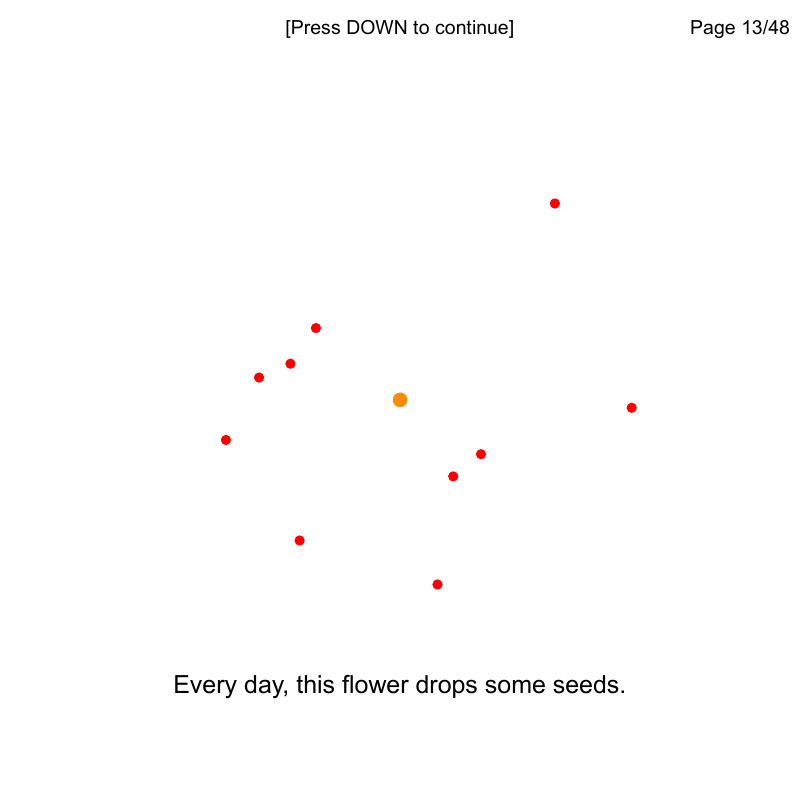 [Press DOWN to continue]
Page 13/48
Every day, this flower drops some seeds.